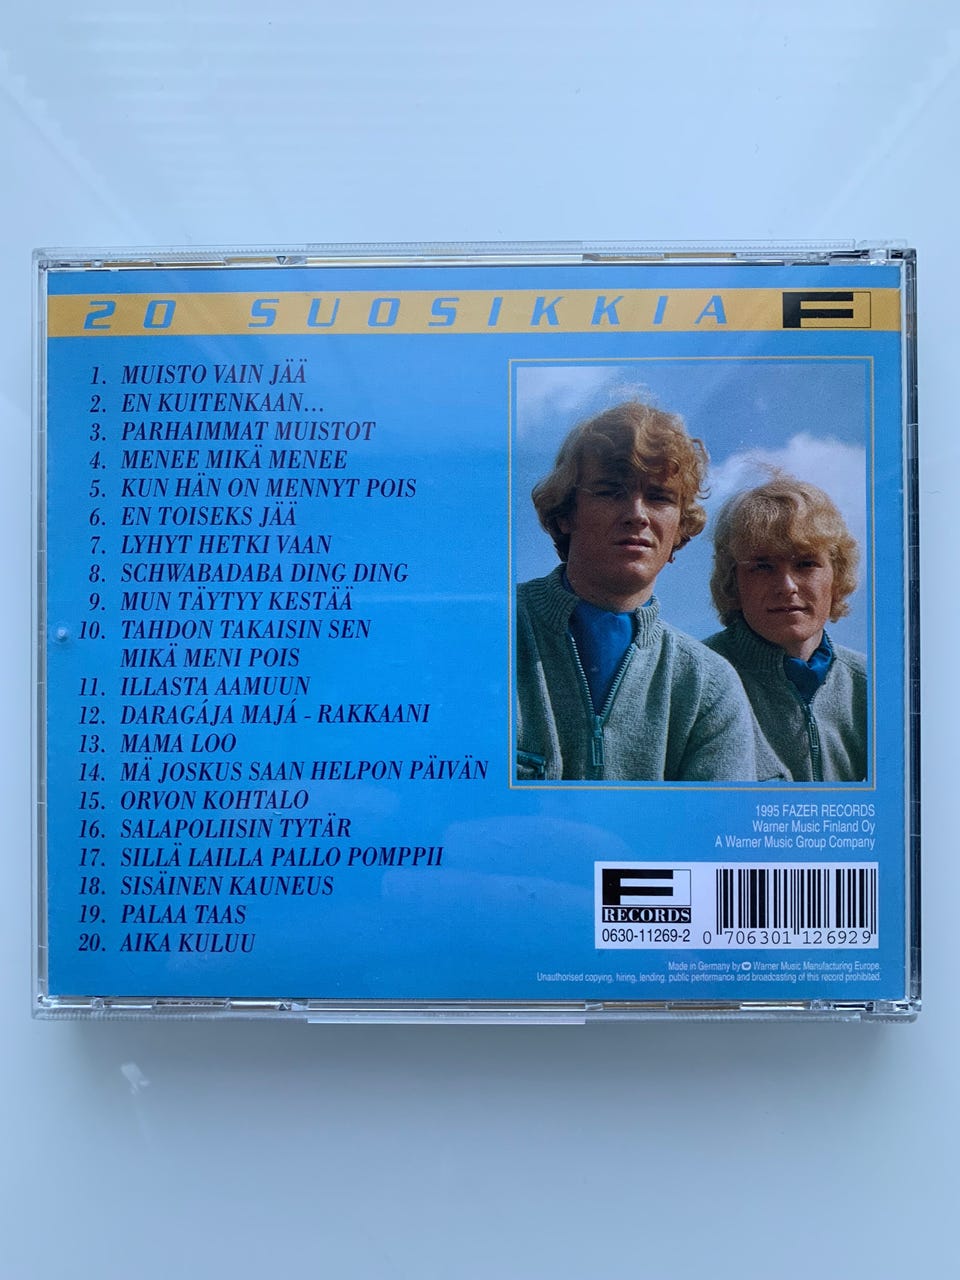 20 SUOSIKKIA F
1. MUISTO VAIN JÄÄ
2. EN KUITENKAAN...
3. PARHAIMMAT MUISTOT
4. MENEE MIKÄ MENEE
5. KUN HÄN ON MENNYT POIS
6. EN TOISEKS JÄÄ
7. LYHYT HETKI VAAN
8. SCHWABADABA DING DING
9. MUN TÄYTYY KESTÄÄ
10. TAHDON TAKAISIN SEN
MIKÄ MENI POIS
11. ILLASTA AAMUUN
12. DARAGÁJA MAJÁ - RAKKAANI
13. MAMA LOO
14. MÄ JOSKUS SAAN HELPON PÄIVÄN
15. ORVON KOHTALO
16. SALAPOLIISIN TYTÄR
17. SILLÄ LAILLA PALLO POMPPII
18. SISÄINEN KAUNEUS
19. PALAA TAAS
20. AIKA KULUU
1995 FAZER RECORDS
Warner Music Finland Oy
A Warner Music Group Company
F
RECORDS
0630-11269-2
0 706301 126929
Made in Germany by Warner Music Manufacturing Europe.
Unauthorised copying, hiring, lending, public performance and broadcasting of this record prohibited.